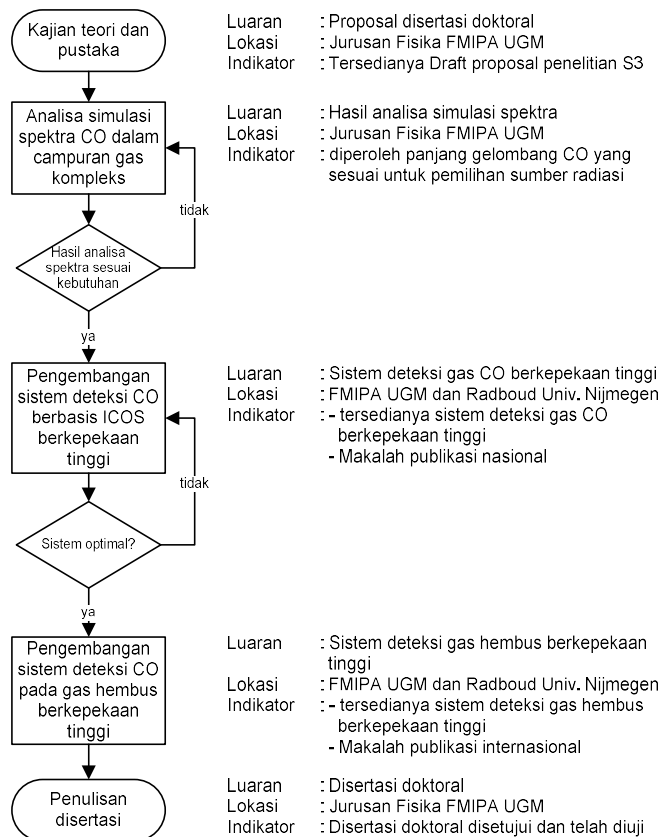 Kajian teori dan
pustaka
Luaran : Proposal disertasi doktoral
Lokasi : Jurusan Fisika FMIPA UGM
Indikator : Tersedianya Draft proposal penelitian S3
Analisa simulasi
spektra CO dalam
campuran gas
kompleks
Luaran : Hasil analisa simulasi spektra
Lokasi : Jurusan Fisika FMIPA UGM
Indikator : diperoleh panjang gelombang CO yang
sesuai untuk pemilihan sumber radiasi
tidak
Hasil analisa
spektra sesuai
kebutuhan
ya
Pengembangan
sistem deteksi CO
berbasis ICOS
berkepekaan
tinggi
Luaran : Sistem deteksi gas CO berkepekaan tinggi
Lokasi : FMIPA UGM dan Radboud Univ. Nijmegen
Indikator : - tersedianya sistem deteksi gas CO
berkepekaan tinggi
- Makalah publikasi nasional
tidak
Sistem optimal?
ya
Pengembangan
sistem deteksi CO
pada gas hembus
berkepekaan
tinggi
Luaran : Sistem deteksi gas hembus berkepekaan
tinggi
Lokasi : FMIPA UGM dan Radboud Univ. Nijmegen
Indikator : - tersedianya sistem deteksi gas hembus
berkepekaan tinggi
- Makalah publikasi internasional
Penulisan
disertasi
Luaran : Disertasi doktoral
Lokasi : Jurusan Fisika FMIPA UGM
Indikator : Disertasi doktoral disetujui dan telah diuji